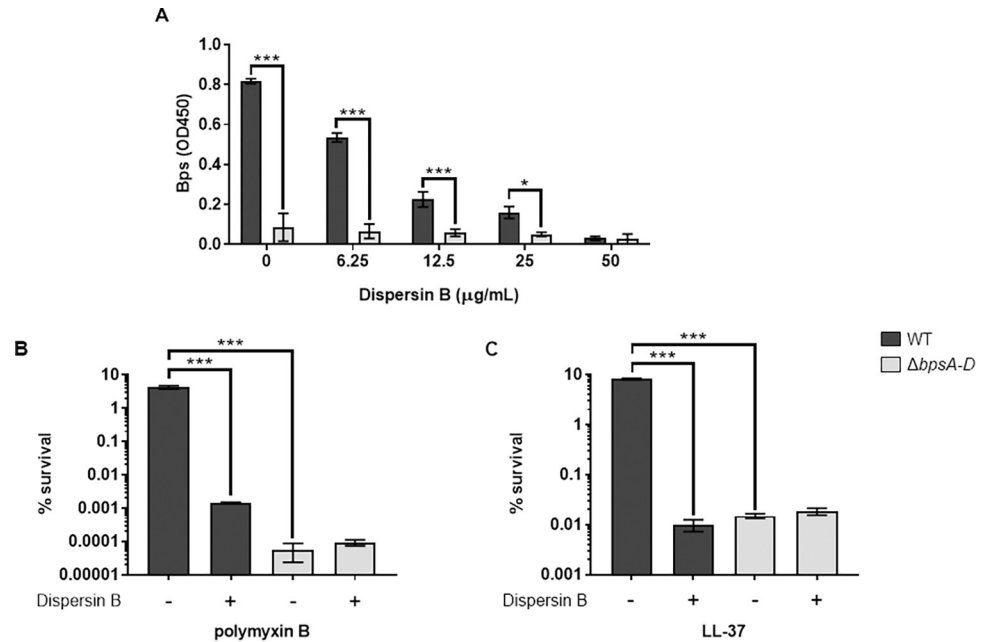 A
Bps (OD450)
1.0
0.8
0.6
0.4
0.2
0.0
***
***
***
*
0 6.25 12.5 25 50
Dispersin B (μg/mL)
B
% survival
10
1
0.1
0.01
0.001
0.0001
0.00001
***
***
Dispersin B - + - +
polymyxin B
C
% survival
10
1
0.1
0.01
0.001
***
***
Dispersin B - + - +
LL-37
WT
ΔbpsA-D